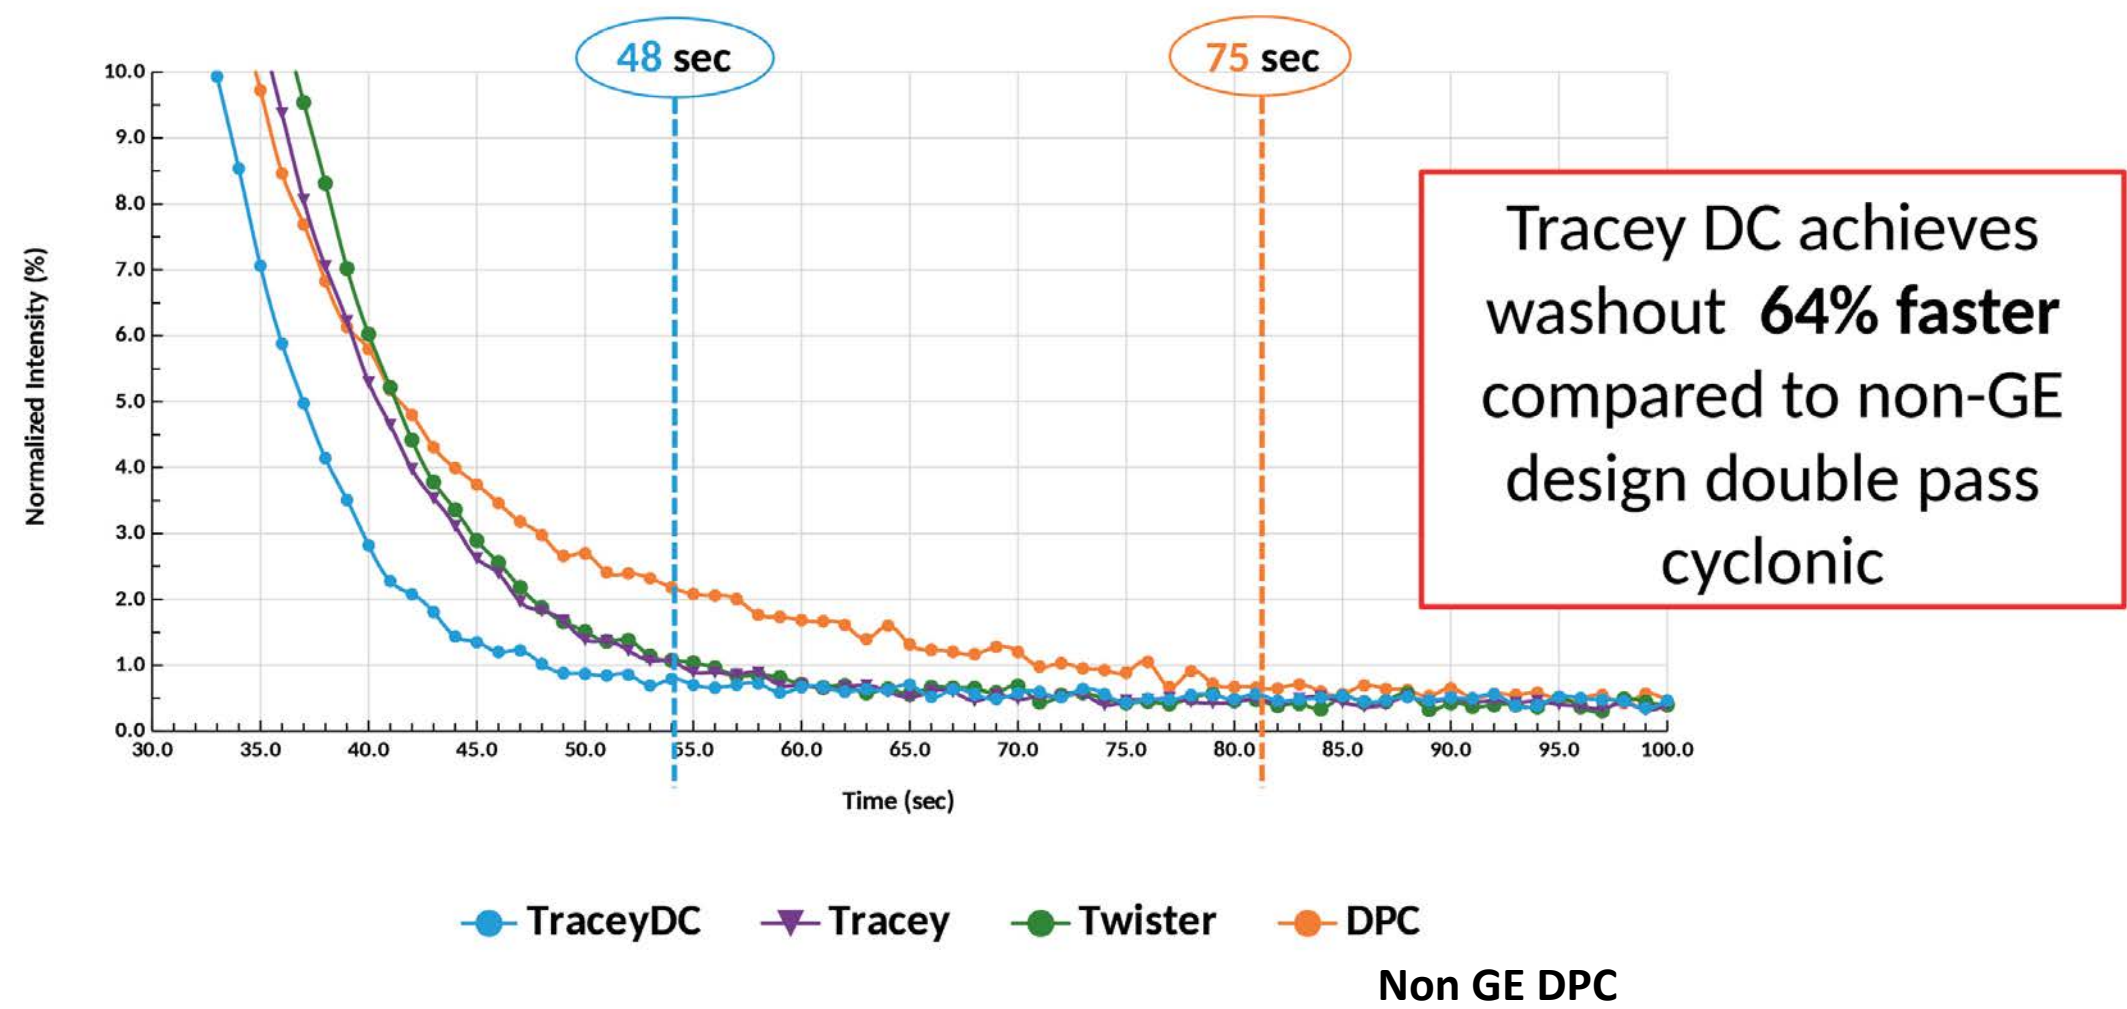 48 sec
75 sec
10.0
9.0
8.0
7.0
6.0
5.0
4.0
3.0
2.0
1.0
0.0
Normalized Intensity (%)
30.0 35.0 40.0 45.0 50.0 55.0 60.0 65.0 70.0 75.0 80.0 85.0 90.0 95.0 100.0
Time (sec)
Tracey DC achieves
washout 64% faster
compared to non-GE
design double pass
cyclonic
TraceyDC Tracey Twister DPC
Non GE DPC